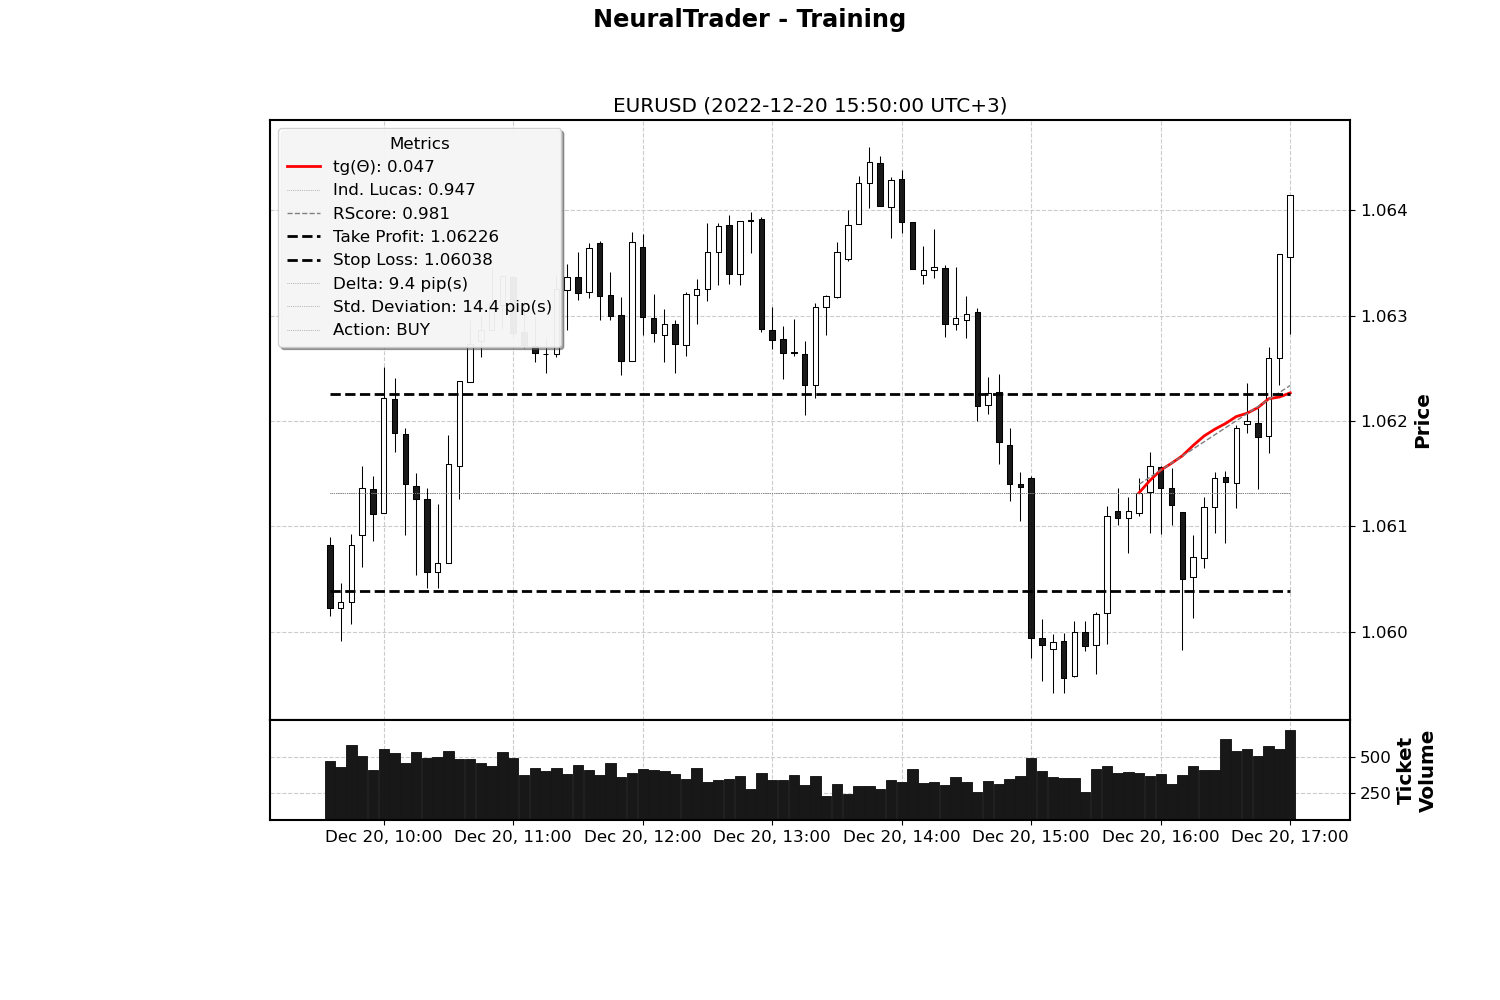 NeuralTrader - Training
EURUSD (2022-12-20 15:50:00 UTC+3)
Metrics
tg(Θ): 0.047
Ind. Lucas: 0.947
RScore: 0.981
Take Profit: 1.06226
Stop Loss: 1.06038
Delta: 9.4 pip(s)
Std. Deviation: 14.4 pip(s)
Action: BUY
1.064
1.063
1.062
1.061
1.060
Price
500
250
Ticket
Volume
Dec 20, 10:00
Dec 20, 11:00
Dec 20, 12:00
Dec 20, 13:00
Dec 20, 14:00
Dec 20, 15:00
Dec 20, 16:00
Dec 20, 17:00